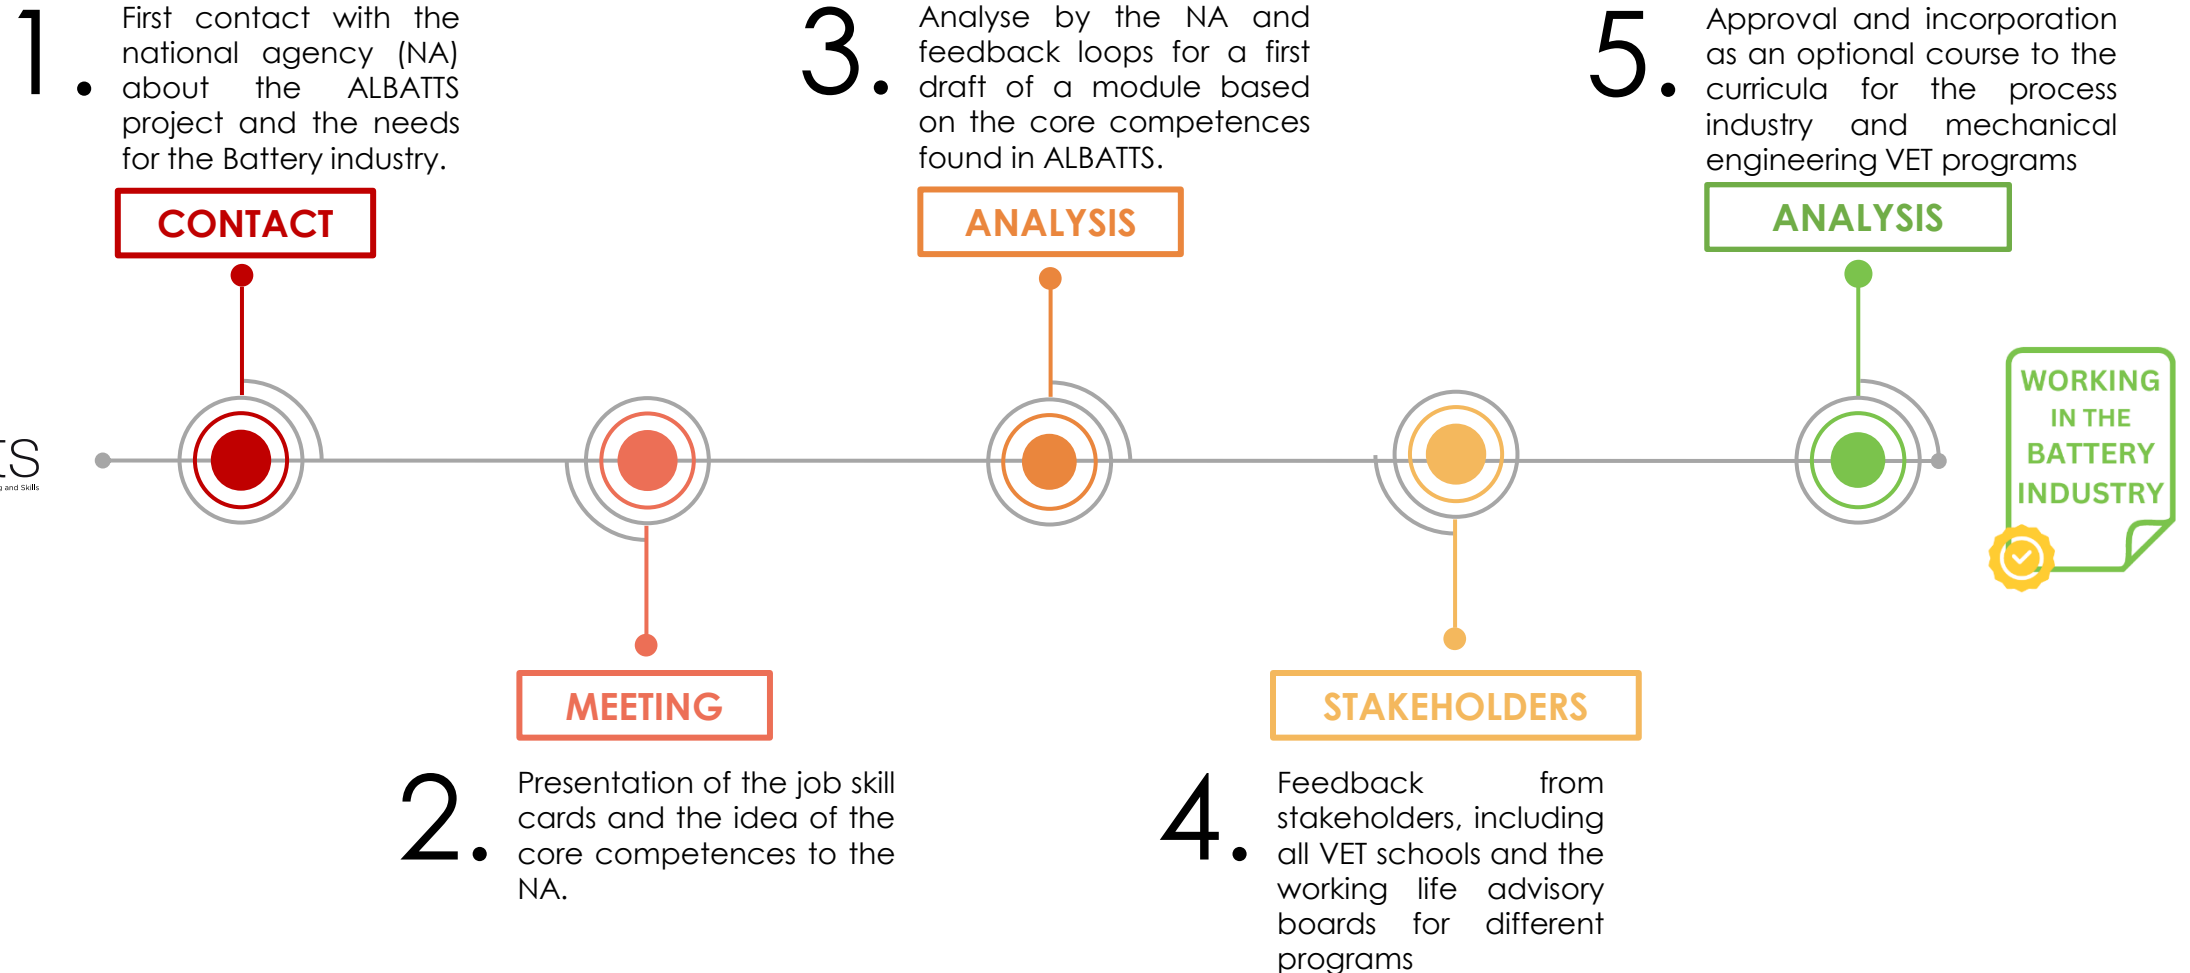 1.
First contact with the
national agency (NA)
about the ALBATTS
project and the needs
for the Battery industry.
CONTACT
2.
MEETING
Presentation of the job skill
cards and the idea of the
core competences to the
NA.
3.
Analyse by the NA and
feedback loops for a first
draft of a module based
on the core competences
found in ALBATTS.
ANALYSIS
4.
STAKEHOLDERS
Feedback from
stakeholders, including
all VET schools and the
working life advisory
boards for different
programs
5.
Approval and incorporation
as an optional course to the
curricula for the process
industry and mechanical
engineering VET programs
ANALYSIS
WORKING
IN THE
BATTERY
INDUSTRY
and Skills